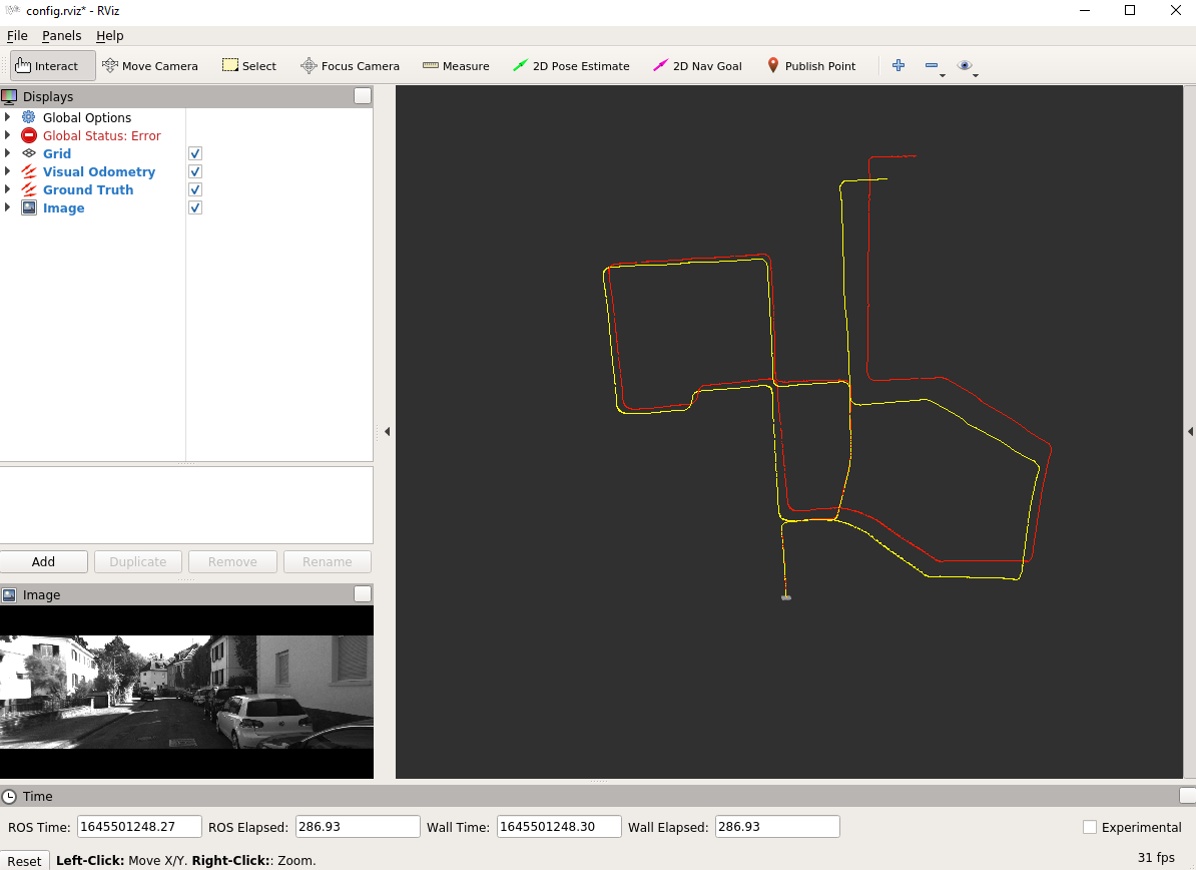 config.rviz* - RViz
File Panels Help
Interact Move Camera Select Focus Camera Measure 2D Pose Estimate 2D Nav Goal Publish Point
Displays
Global Options
Global Status: Error
Grid
Visual Odometry
Ground Truth
Image
Add Duplicate Remove Rename
Image
Time
ROS Time: 1645501248.27 ROS Elapsed: 286.93 Wall Time: 1645501248.30 Wall Elapsed: 286.93 Experimental
Reset Left-Click: Move X/Y. Right-Click:: Zoom. 31 fps